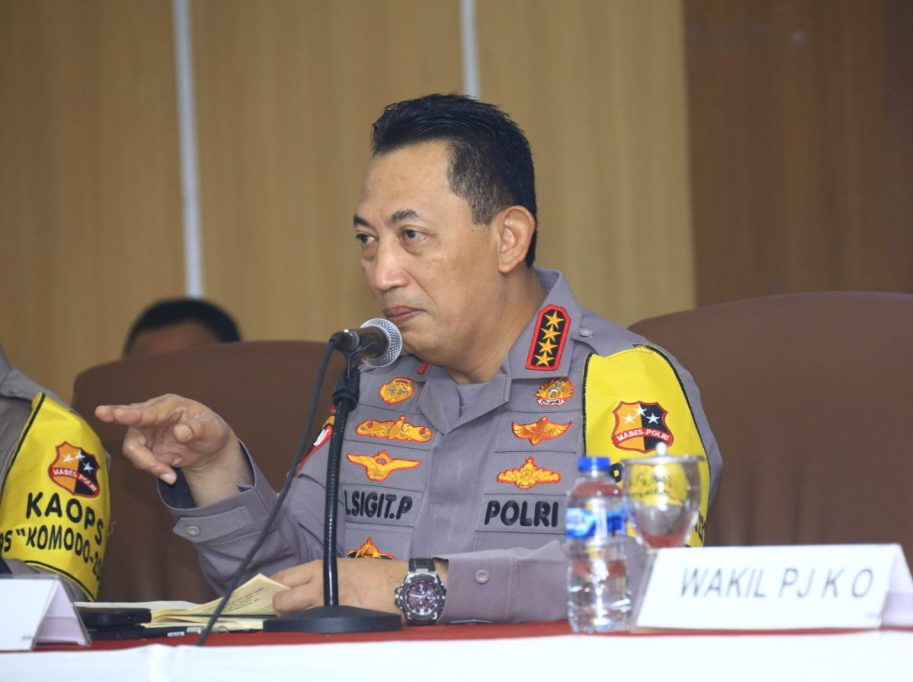 MABES POLRI
KAOPS
"KOMODO-
L.SIGIT.P
POLRI
MABES POLRI
WAKIL PJ K O